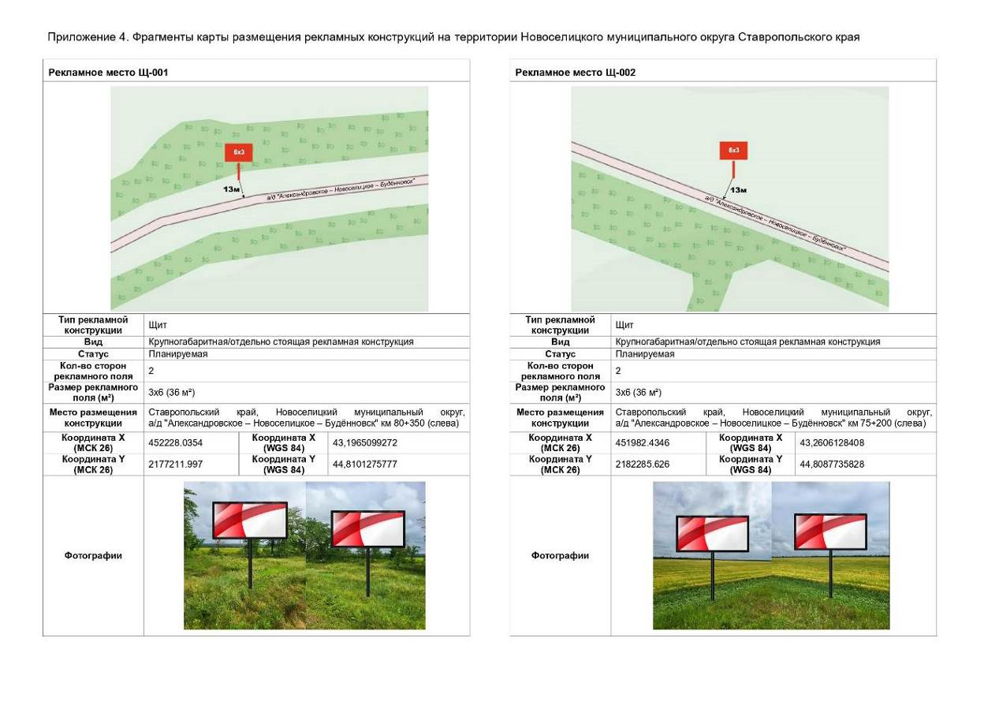 Приложение 4. Фрагменты карты размещения рекламных конструкций на территории Новоселицкого муниципального округа Ставропольского края
Рекламное место Щ-001
6x3
13м
а/д "Александровское – Новоселицкое – Будённовск"
Тип рекламной
конструкции
Щит
Вид
Крупногабаритная/отдельно стоящая рекламная конструкция
Статус
Планируемая
Кол-во сторон
рекламного поля
2
Размер рекламного
поля (м²)
3х6 (36 м²)
Место размещения
конструкции
Ставропольский край, Новоселицкий муниципальный округ,
а/д "Александровское – Новоселицкое – Будённовск" км 80+350 (слева)
Координата X
(МСК 26)
452228.0354
Координата X
(WGS 84)
43,1965099272
Координата Y
(МСК 26)
2177211.997
Координата Y
(WGS 84)
44,8101275777
Фотографии
Рекламное место Щ-002
6x3
13м
а/д "Александровское – Новоселицкое – Будённовск"
Тип рекламной
конструкции
Щит
Вид
Крупногабаритная/отдельно стоящая рекламная конструкция
Статус
Планируемая
Кол-во сторон
рекламного поля
2
Размер рекламного
поля (м²)
3х6 (36 м²)
Место размещения
конструкции
Ставропольский край, Новоселицкий муниципальный округ,
а/д "Александровское – Новоселицкое – Будённовск" км 75+200 (слева)
Координата X
(МСК 26)
451982.4346
Координата X
(WGS 84)
43,2606128408
Координата Y
(МСК 26)
2182285.626
Координата Y
(WGS 84)
44,8087735828
Фотографии